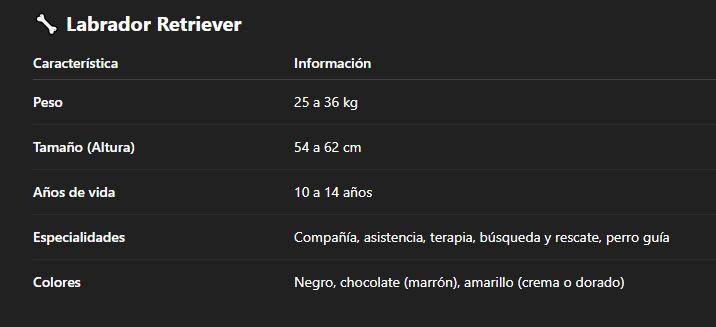 Labrador Retriever
Característica Información
Peso 25 a 36 kg
Tamaño (Altura) 54 a 62 cm
Años de vida 10 a 14 años
Especialidades Compañía, asistencia, terapia, búsqueda y rescate, perro guía
Colores Negro, chocolate (marrón), amarillo (crema o dorado)